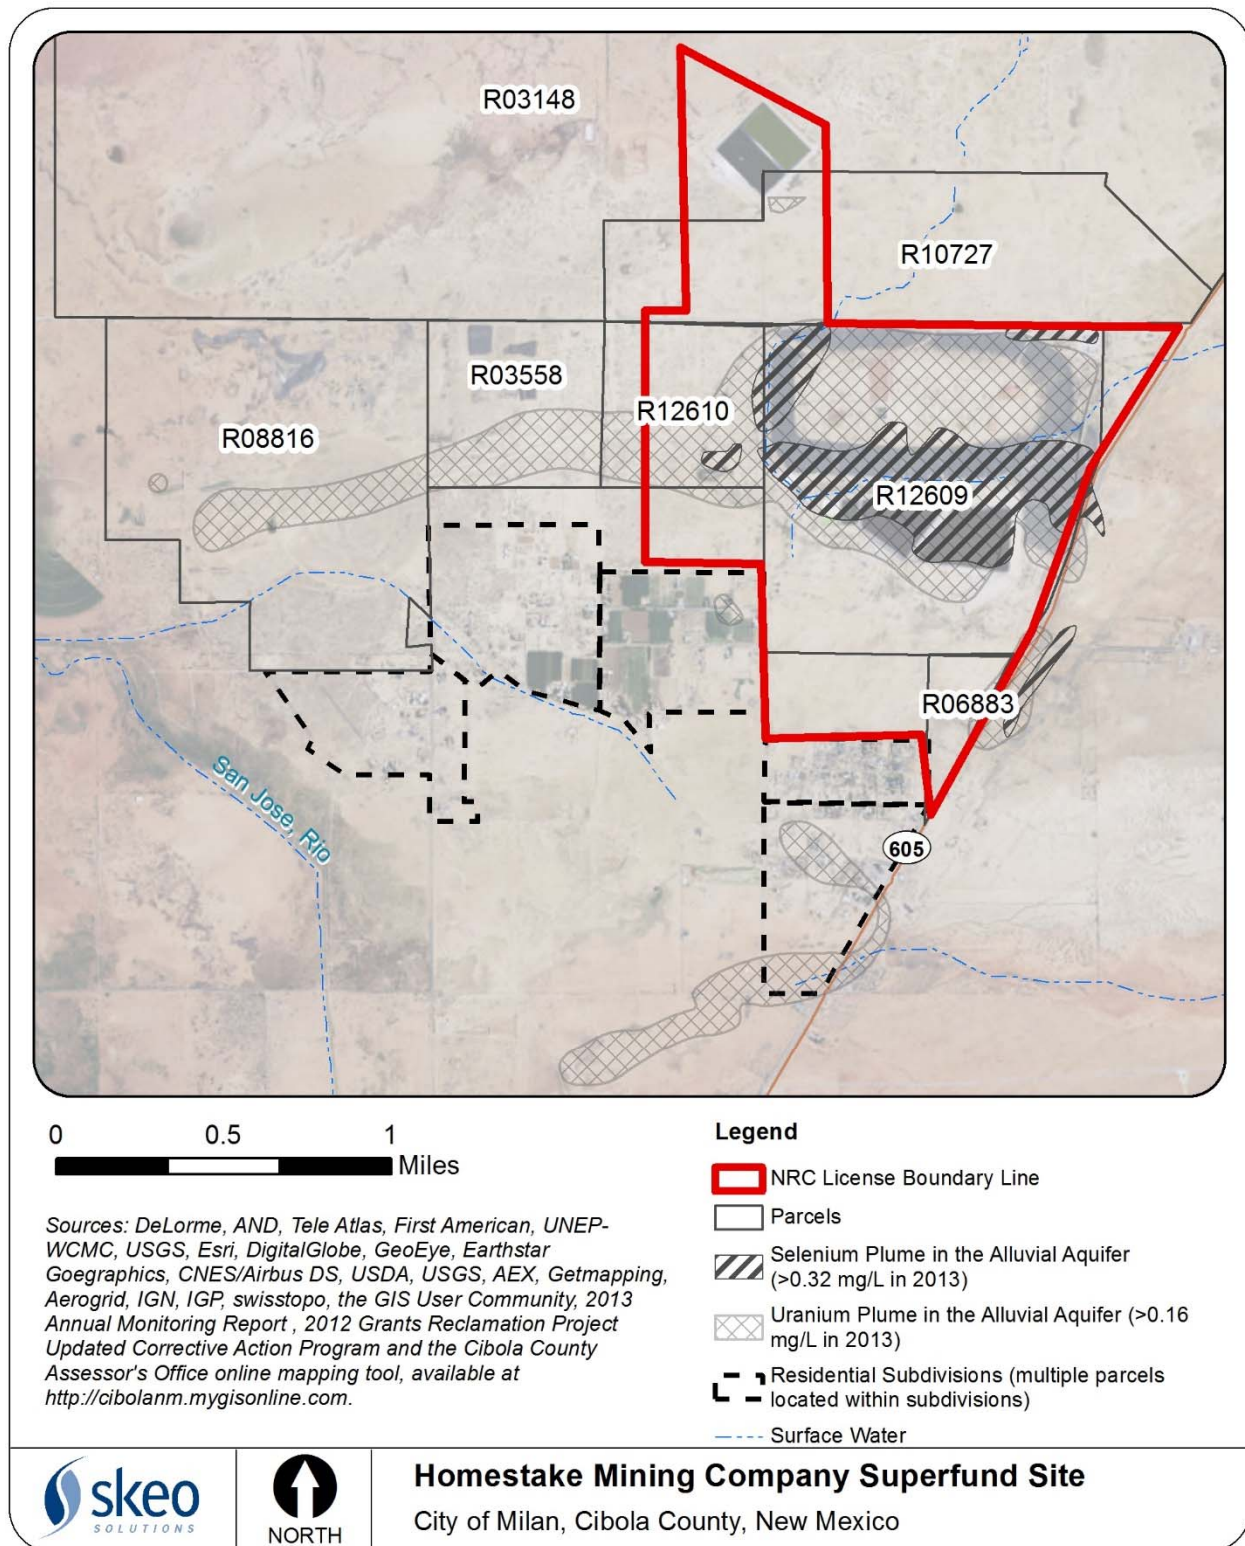 R03148
R10727
R03558
R12610
R08816
R12609
R06883
San Jose, Rio
605
0 0.5 1
Miles
Sources: DeLorme, AND, Tele Atlas, First American, UNEP-
WCMC, USGS, Esri, DigitalGlobe, GeoEye, Earthstar
Goegraphics, CNES/Airbus DS, USDA, USGS, AEX, Getmapping,
Aerogrid, IGN, IGP, swisstopo, the GIS User Community, 2013
Annual Monitoring Report , 2012 Grants Reclamation Project
Updated Corrective Action Program and the Cibola County
Assessor's Office online mapping tool, available at
http://cibolanm.mygisonline.com.
Legend
NRC License Boundary Line
Parcels
Selenium Plume in the Alluvial Aquifer
(>0.32 mg/L in 2013)
Uranium Plume in the Alluvial Aquifer (>0.16
mg/L in 2013)
Residential Subdivisions (multiple parcels
located within subdivisions)
Surface Water
skeo
SOLUTIONS
NORTH
Homestake Mining Company Superfund Site
City of Milan, Cibola County, New Mexico